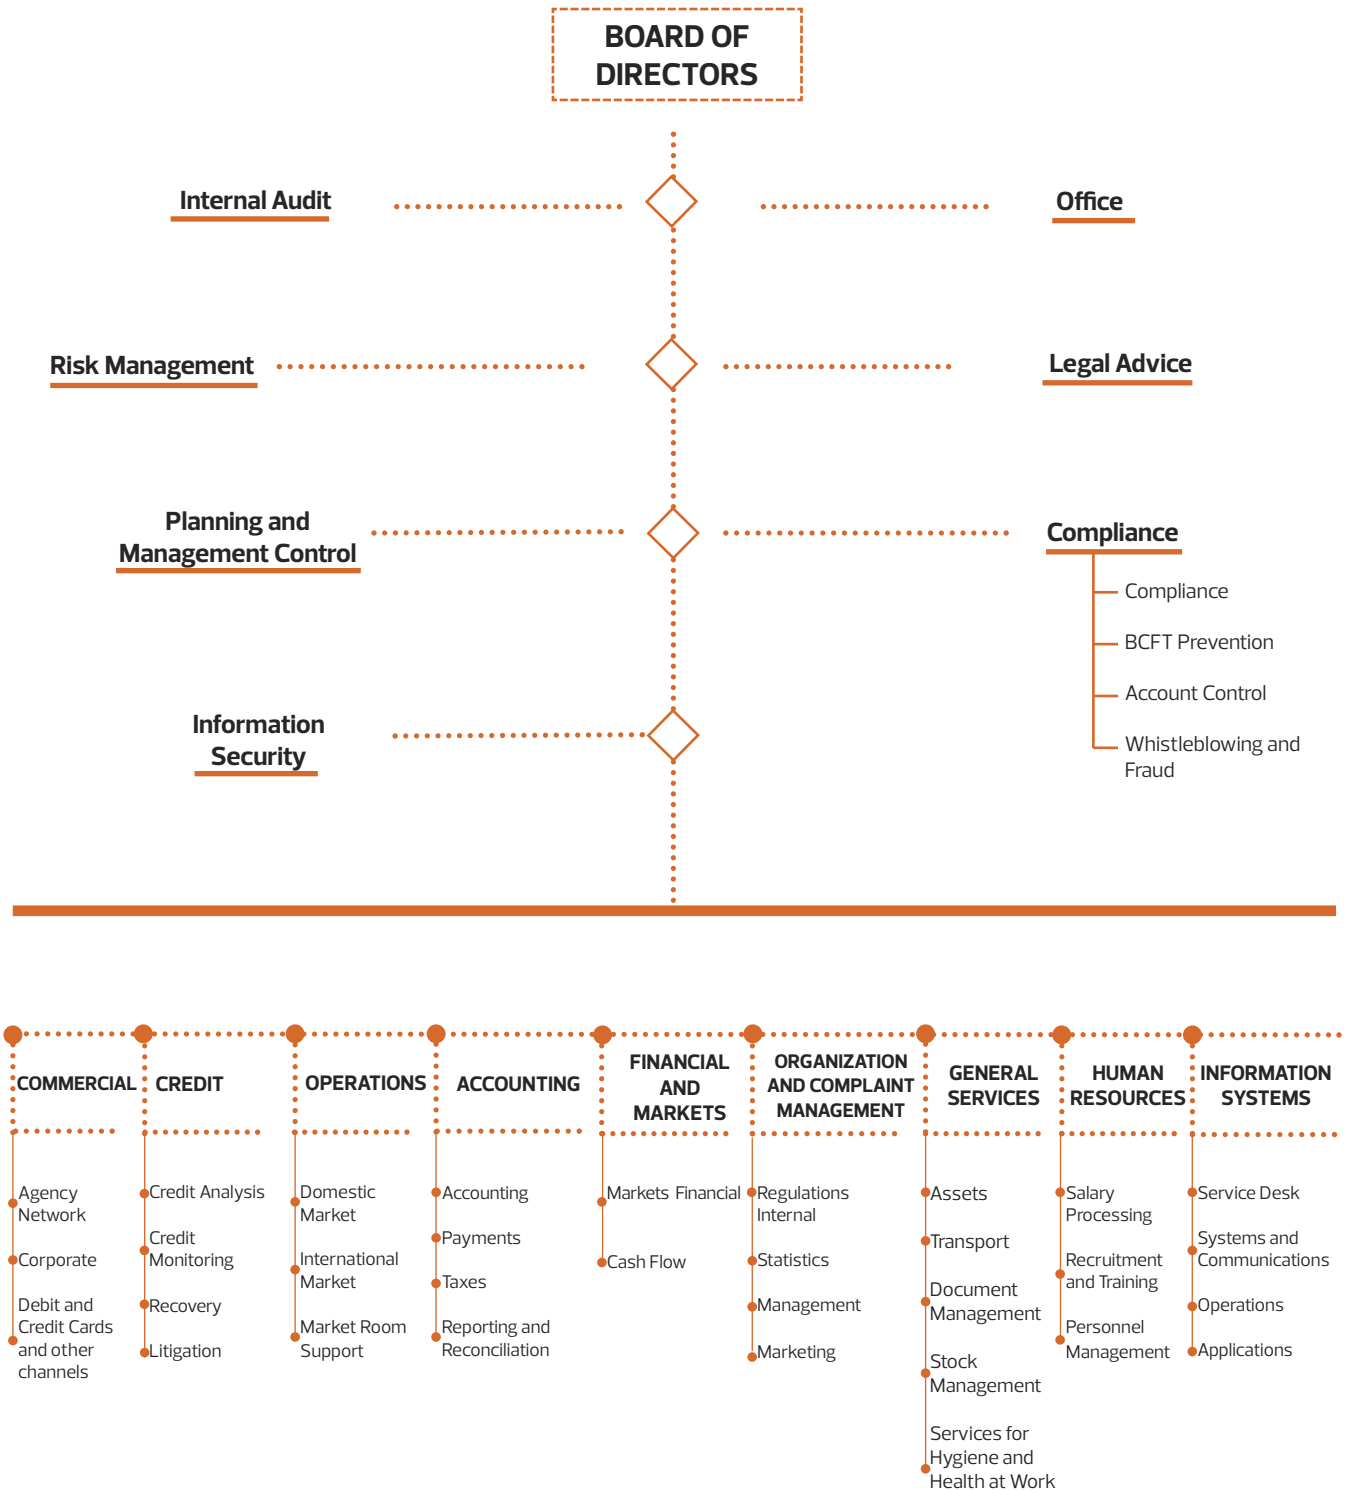 BOARD OF
DIRECTORS
Internal Audit
Office
Risk Management
Legal Advice
Planning and
Management Control
Compliance
Compliance
BCFT Prevention
Account Control
Whistleblowing and
Fraud
Information
Security
COMMERCIAL
Agency
Network
Corporate
Debit and
Credit Cards
and other
channels
CREDIT
Credit Analysis
Credit
Monitoring
Recovery
Litigation
OPERATIONS
Domestic
Market
International
Market
Market Room
Support
ACCOUNTING
Accounting
Payments
Taxes
Reporting and
Reconciliation
FINANCIAL
AND
MARKETS
Markets Financial
Cash Flow
ORGANIZATION
AND COMPLAINT
MANAGEMENT
Regulations
Internal
Statistics
Management
Marketing
GENERAL
SERVICES
Assets
Transport
Document
Management
Stock
Management
Services for
Hygiene and
Health at Work
HUMAN
RESOURCES
Salary
Processing
Recruitment
and Training
Personnel
Management
INFORMATION
SYSTEMS
Service Desk
Systems and
Communications
Operations
Applications